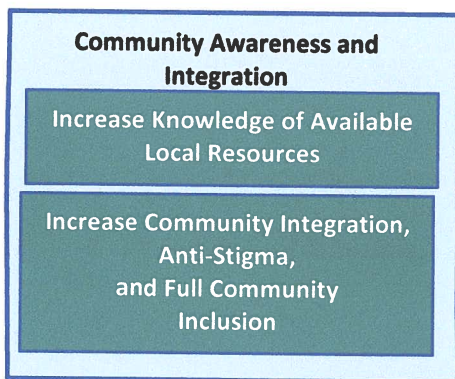 Community Awareness and
Integration
Increase Knowledge of Available
Local Resources
Increase Community Integration,
Anti-Stigma,
and Full Community
Inclusion